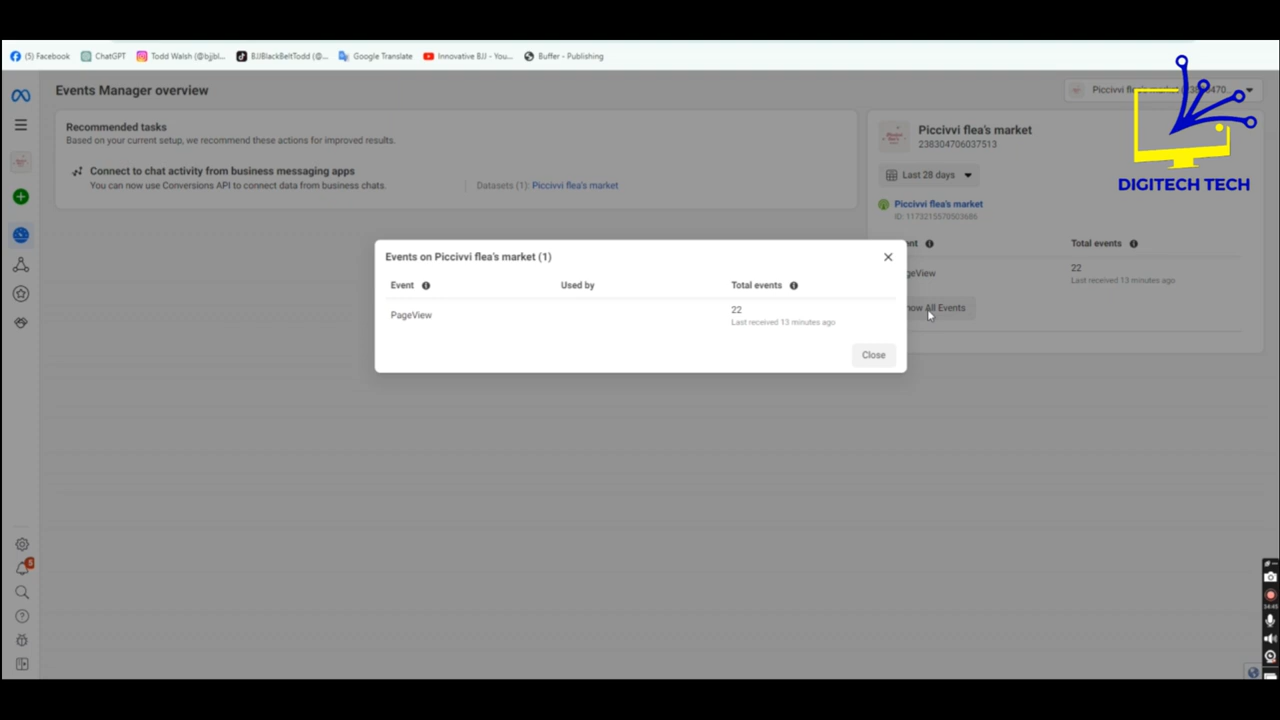 (5) Facebook
ChatGPT
Todd Walsh (@bjjbl...
BJJBlackBeltTodd (@...
Google Translate
Innovative BJJ - You...
Buffer - Publishing
Events Manager overview
Piccivvi
DIGITECH TECH
Recommended tasks
Based on your current setup, we recommend these actions for improved results.
Connect to chat activity from business messaging apps
You can now use Conversions API to connect data from business chats.
Datasets (1): Piccivvi flea's market
Piccivvi flea's market
238304706037513
Last 28 days
Piccivvi flea's market
ID: 1173215570503686
Total events
22
Last received 13 minutes ago
All Events
Events on Piccivvi flea's market (1)
Event
Used by
Total events
PageView
22
Last received 13 minutes ago
Close